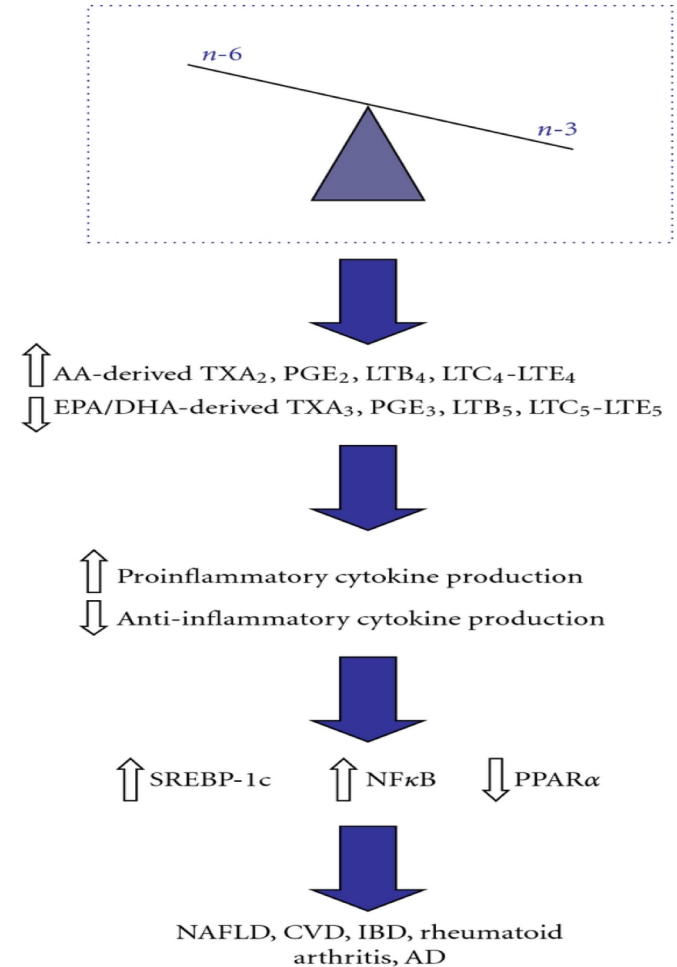 n-6
n-3
AA-derived TXA₂, PGE₂, LTB₄, LTC₄-LTE₄
EPA/DHA-derived TXA₃, PGE₃, LTB₅, LTC₅-LTE₅
Proinflammatory cytokine production
Anti-inflammatory cytokine production
SREBP-1c NFκB PPARα
NAFLD, CVD, IBD, rheumatoid
arthritis, AD